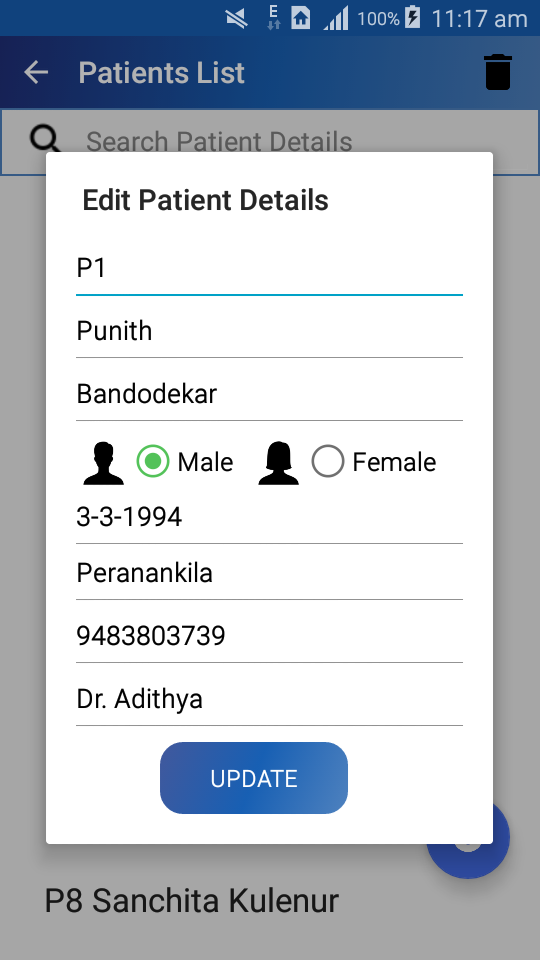 E 100% 11:17 am
Patients List
Search Patient Details
Edit Patient Details
P1
Punith
Bandodekar
Male Female
3-3-1994
Peranankila
9483803739
Dr. Adithya
UPDATE
P8 Sanchita Kulenur